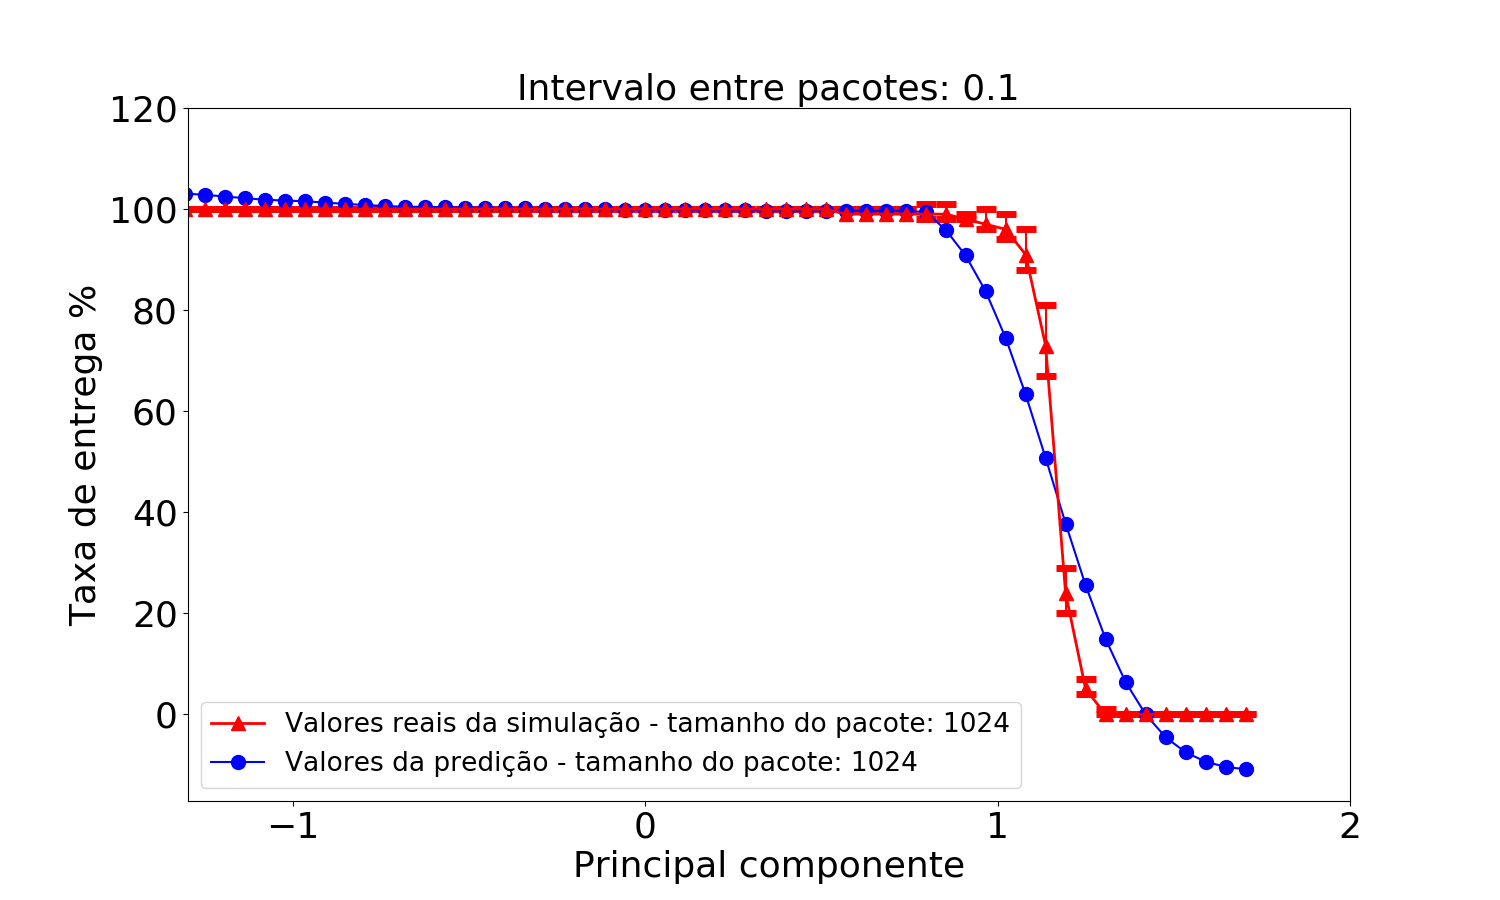 Intervalo entre pacotes: 0.1
120
100
80
60
40
20
0
Taxa de entrega %
Valores reais da simulação - tamanho do pacote: 1024
Valores da predição - tamanho do pacote: 1024
−1 0 1 2
Principal componente